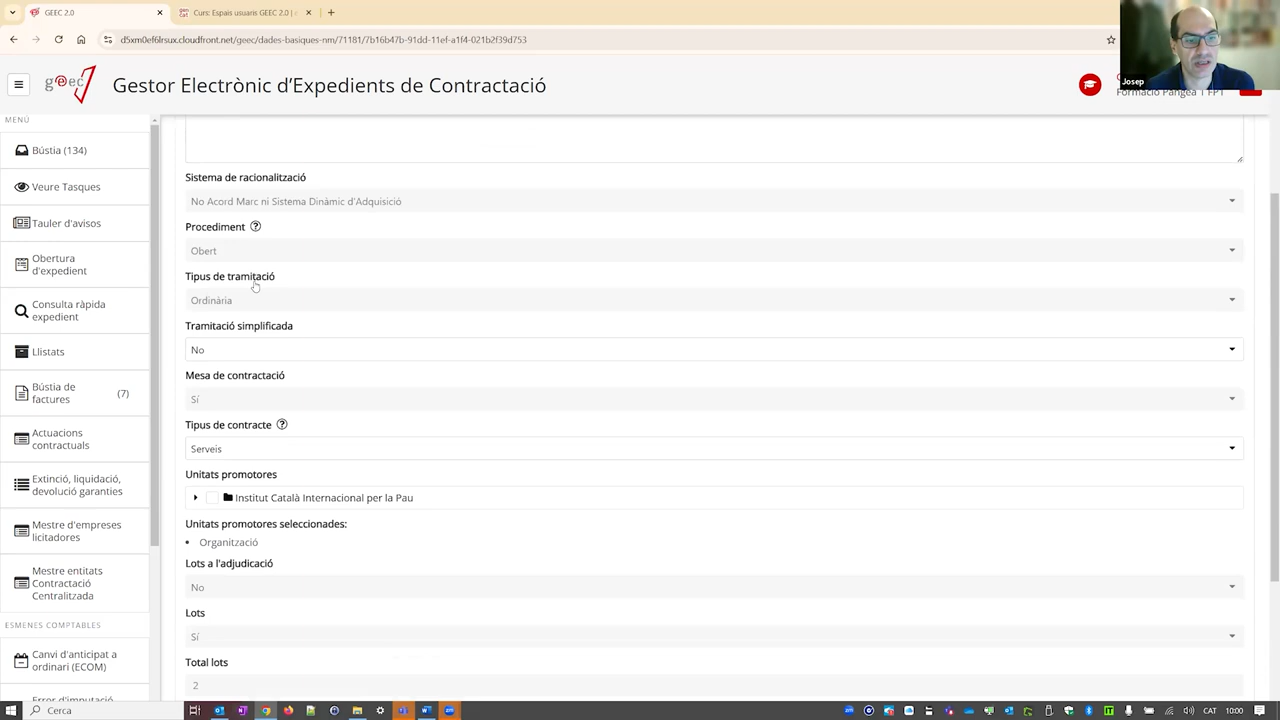 GEEC 2.0
Curs: Espais usuaris GEEC 2.0 | e
d5xm0ef6lrsux.cloudfront.net/geec/dades-basiques-nm/71181/7b16b47b-91dd-11ef-a1f4-021b2f39d753
geec
Gestor Electrònic d'Expedients de Contractació
Josep
Formació Pangea 1 FP1
MENÚ
Bústia (134)
Veure Tasques
Tauler d'avisos
Obertura
d'expedient
Consulta ràpida
expedient
Llistats
Bústia de
factures
(7)
Actuacions
contractuals
Extinció, liquidació,
devolució garanties
Mestre d'empreses
licitadores
Mestre entitats
Contractació
Centralitzada
ESMENES COMPTABLES
Canvi d'anticipat a
ordinari (ECOM)
Error d'imputació
Sistema de racionalització
No Acord Marc ni Sistema Dinàmic d'Adquisició
Procediment
Obert
Tipus de tramitació
Ordinària
Tramitació simplificada
No
Mesa de contractació
Sí
Tipus de contracte
Serveis
Unitats promotores
Institut Català Internacional per la Pau
Unitats promotores seleccionades:
Organització
Lots a l'adjudicació
No
Lots
Sí
Total lots
2
Cerca
CAT
10:00